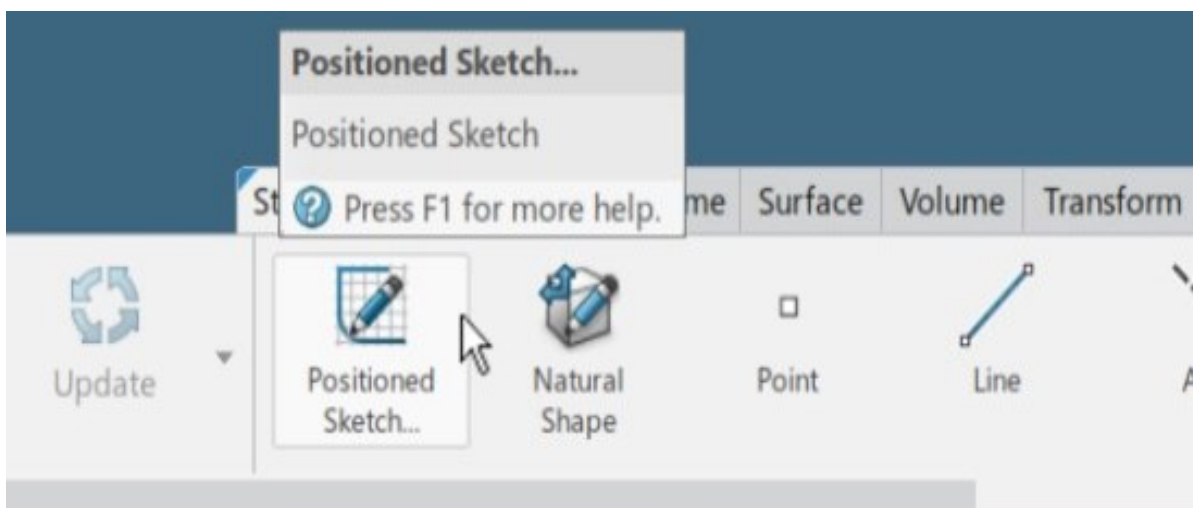 Positioned Sketch...
Positioned Sketch
Press F1 for more help.
St
me
Surface
Volume
Transform
Update
Positioned
Sketch...
Natural
Shape
Point
Line
A